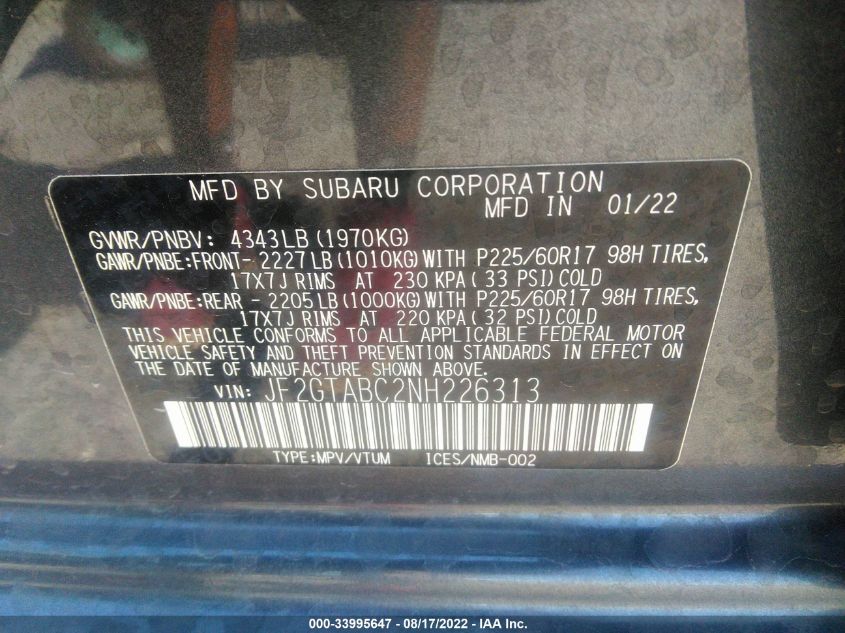 MFD BY SUBARU CORPORATION
MFD IN 01/22
GVWR/PNBV: 4343LB (1970KG)
GAWR/PNBE:FRONT- 2227LB (1010KG) WITH P225/60R17 98H TIRES,
17X7J RIMS AT 230 KPA (33 PSI) COLD
GAWR/PNBE:REAR - 2205LB (1000KG) WITH P225/60R17 98H TIRES,
17X7J RIMS AT 220 KPA (32 PSI) COLD
THIS VEHICLE CONFORMS TO ALL APPLICABLE FEDERAL MOTOR
VEHICLE SAFETY AND THEFT PREVENTION STANDARDS IN EFFECT ON
THE DATE OF MANUFACTURE SHOWN ABOVE.
VIN: JF2GTABC2NH226313
TYPE:MPV/VTUM ICES/NMB-002
000-33995647 - 08/17/2022 - IAA Inc.